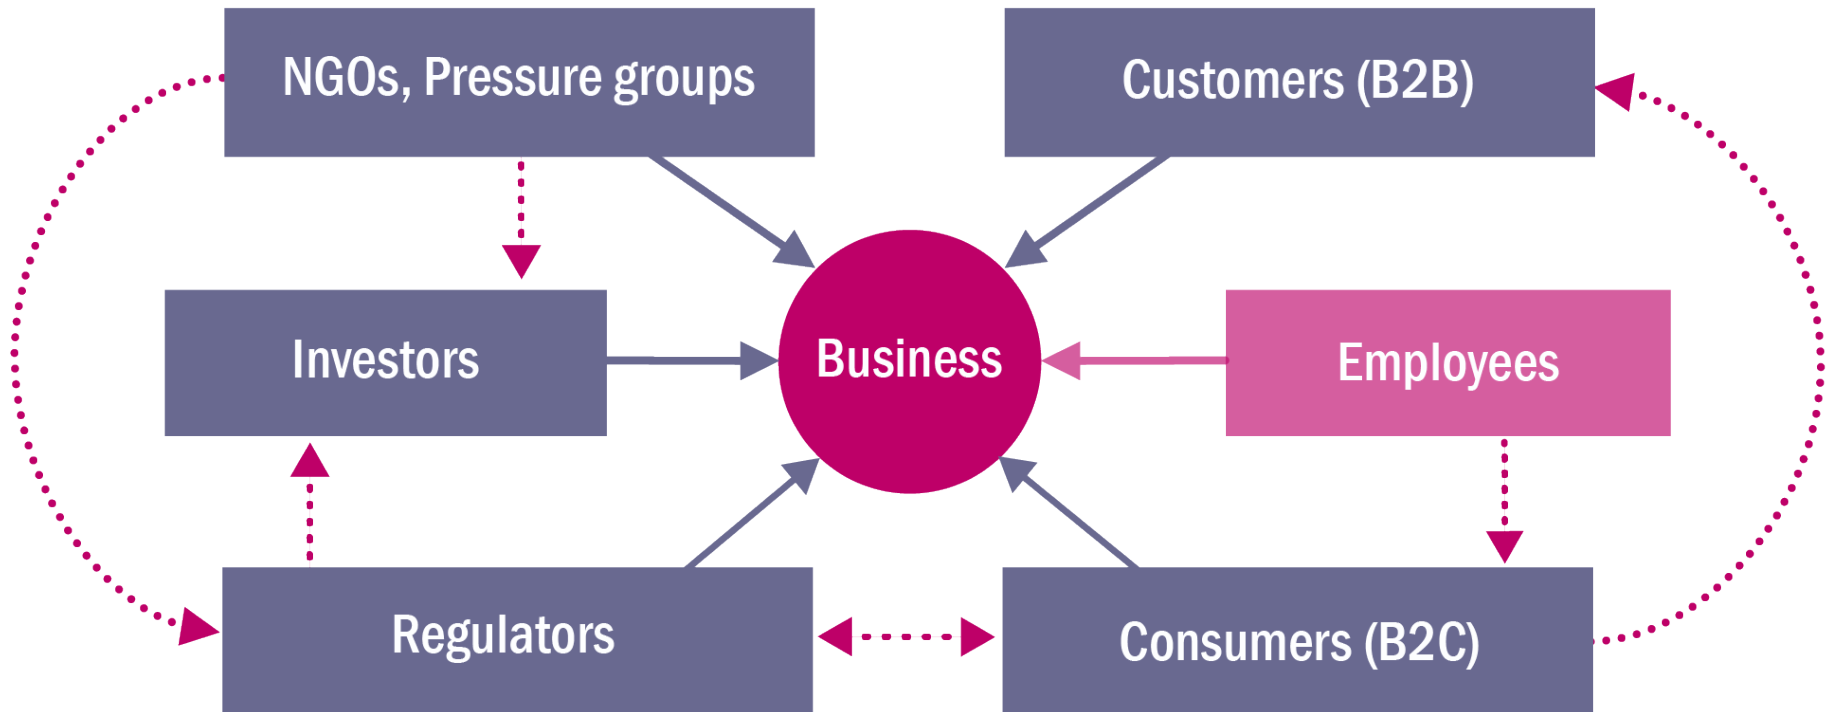 NGOs, Pressure groups
Customers (B2B)
Investors
Business
Employees
Regulators
Consumers (B2C)